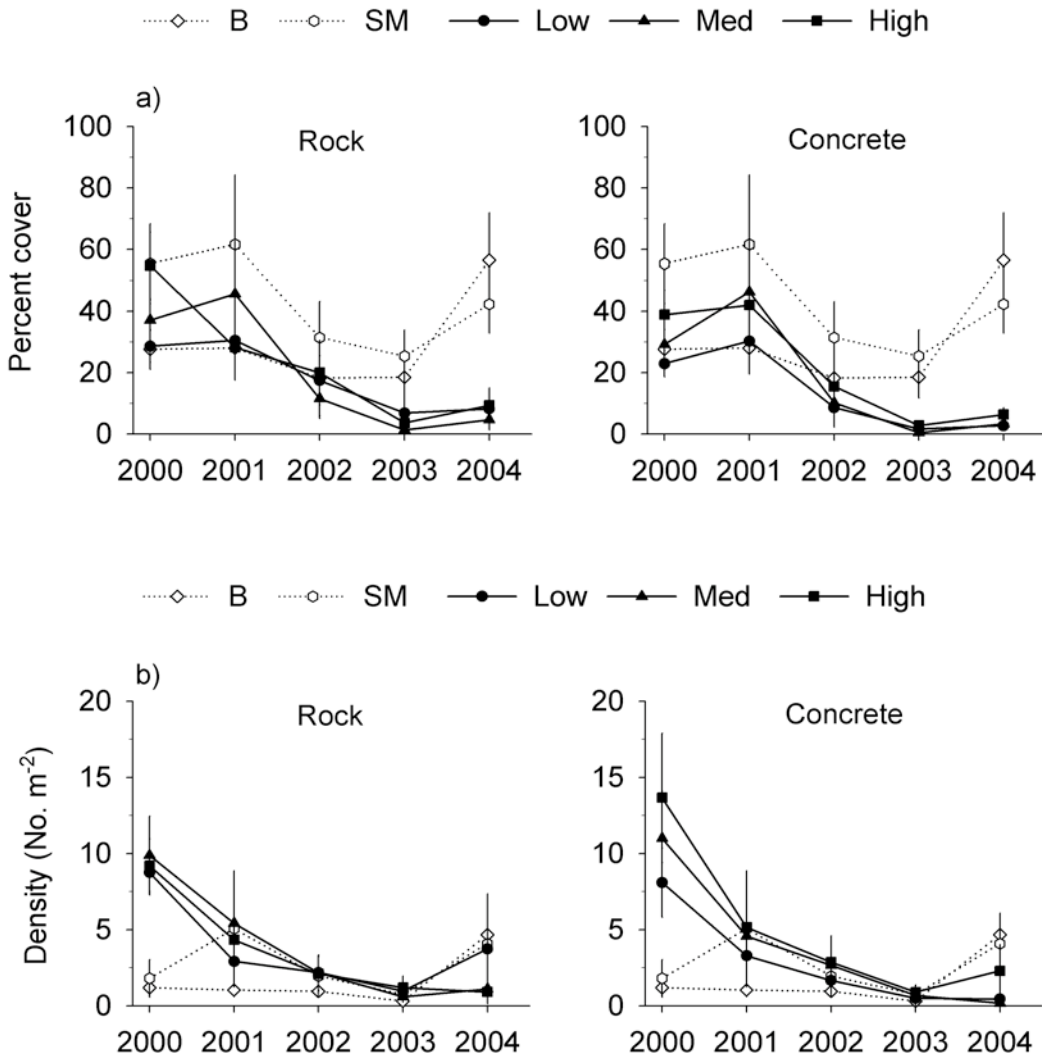 B SM Low Med High
a)
Rock Concrete
Percent cover
100 100
80 80
60 60
40 40
20 20
0 0
2000 2001 2002 2003 2004 2000 2001 2002 2003 2004
B SM Low Med High
b)
Rock Concrete
Density (No. m⁻²)
20 20
15 15
10 10
5 5
0 0
2000 2001 2002 2003 2004 2000 2001 2002 2003 2004